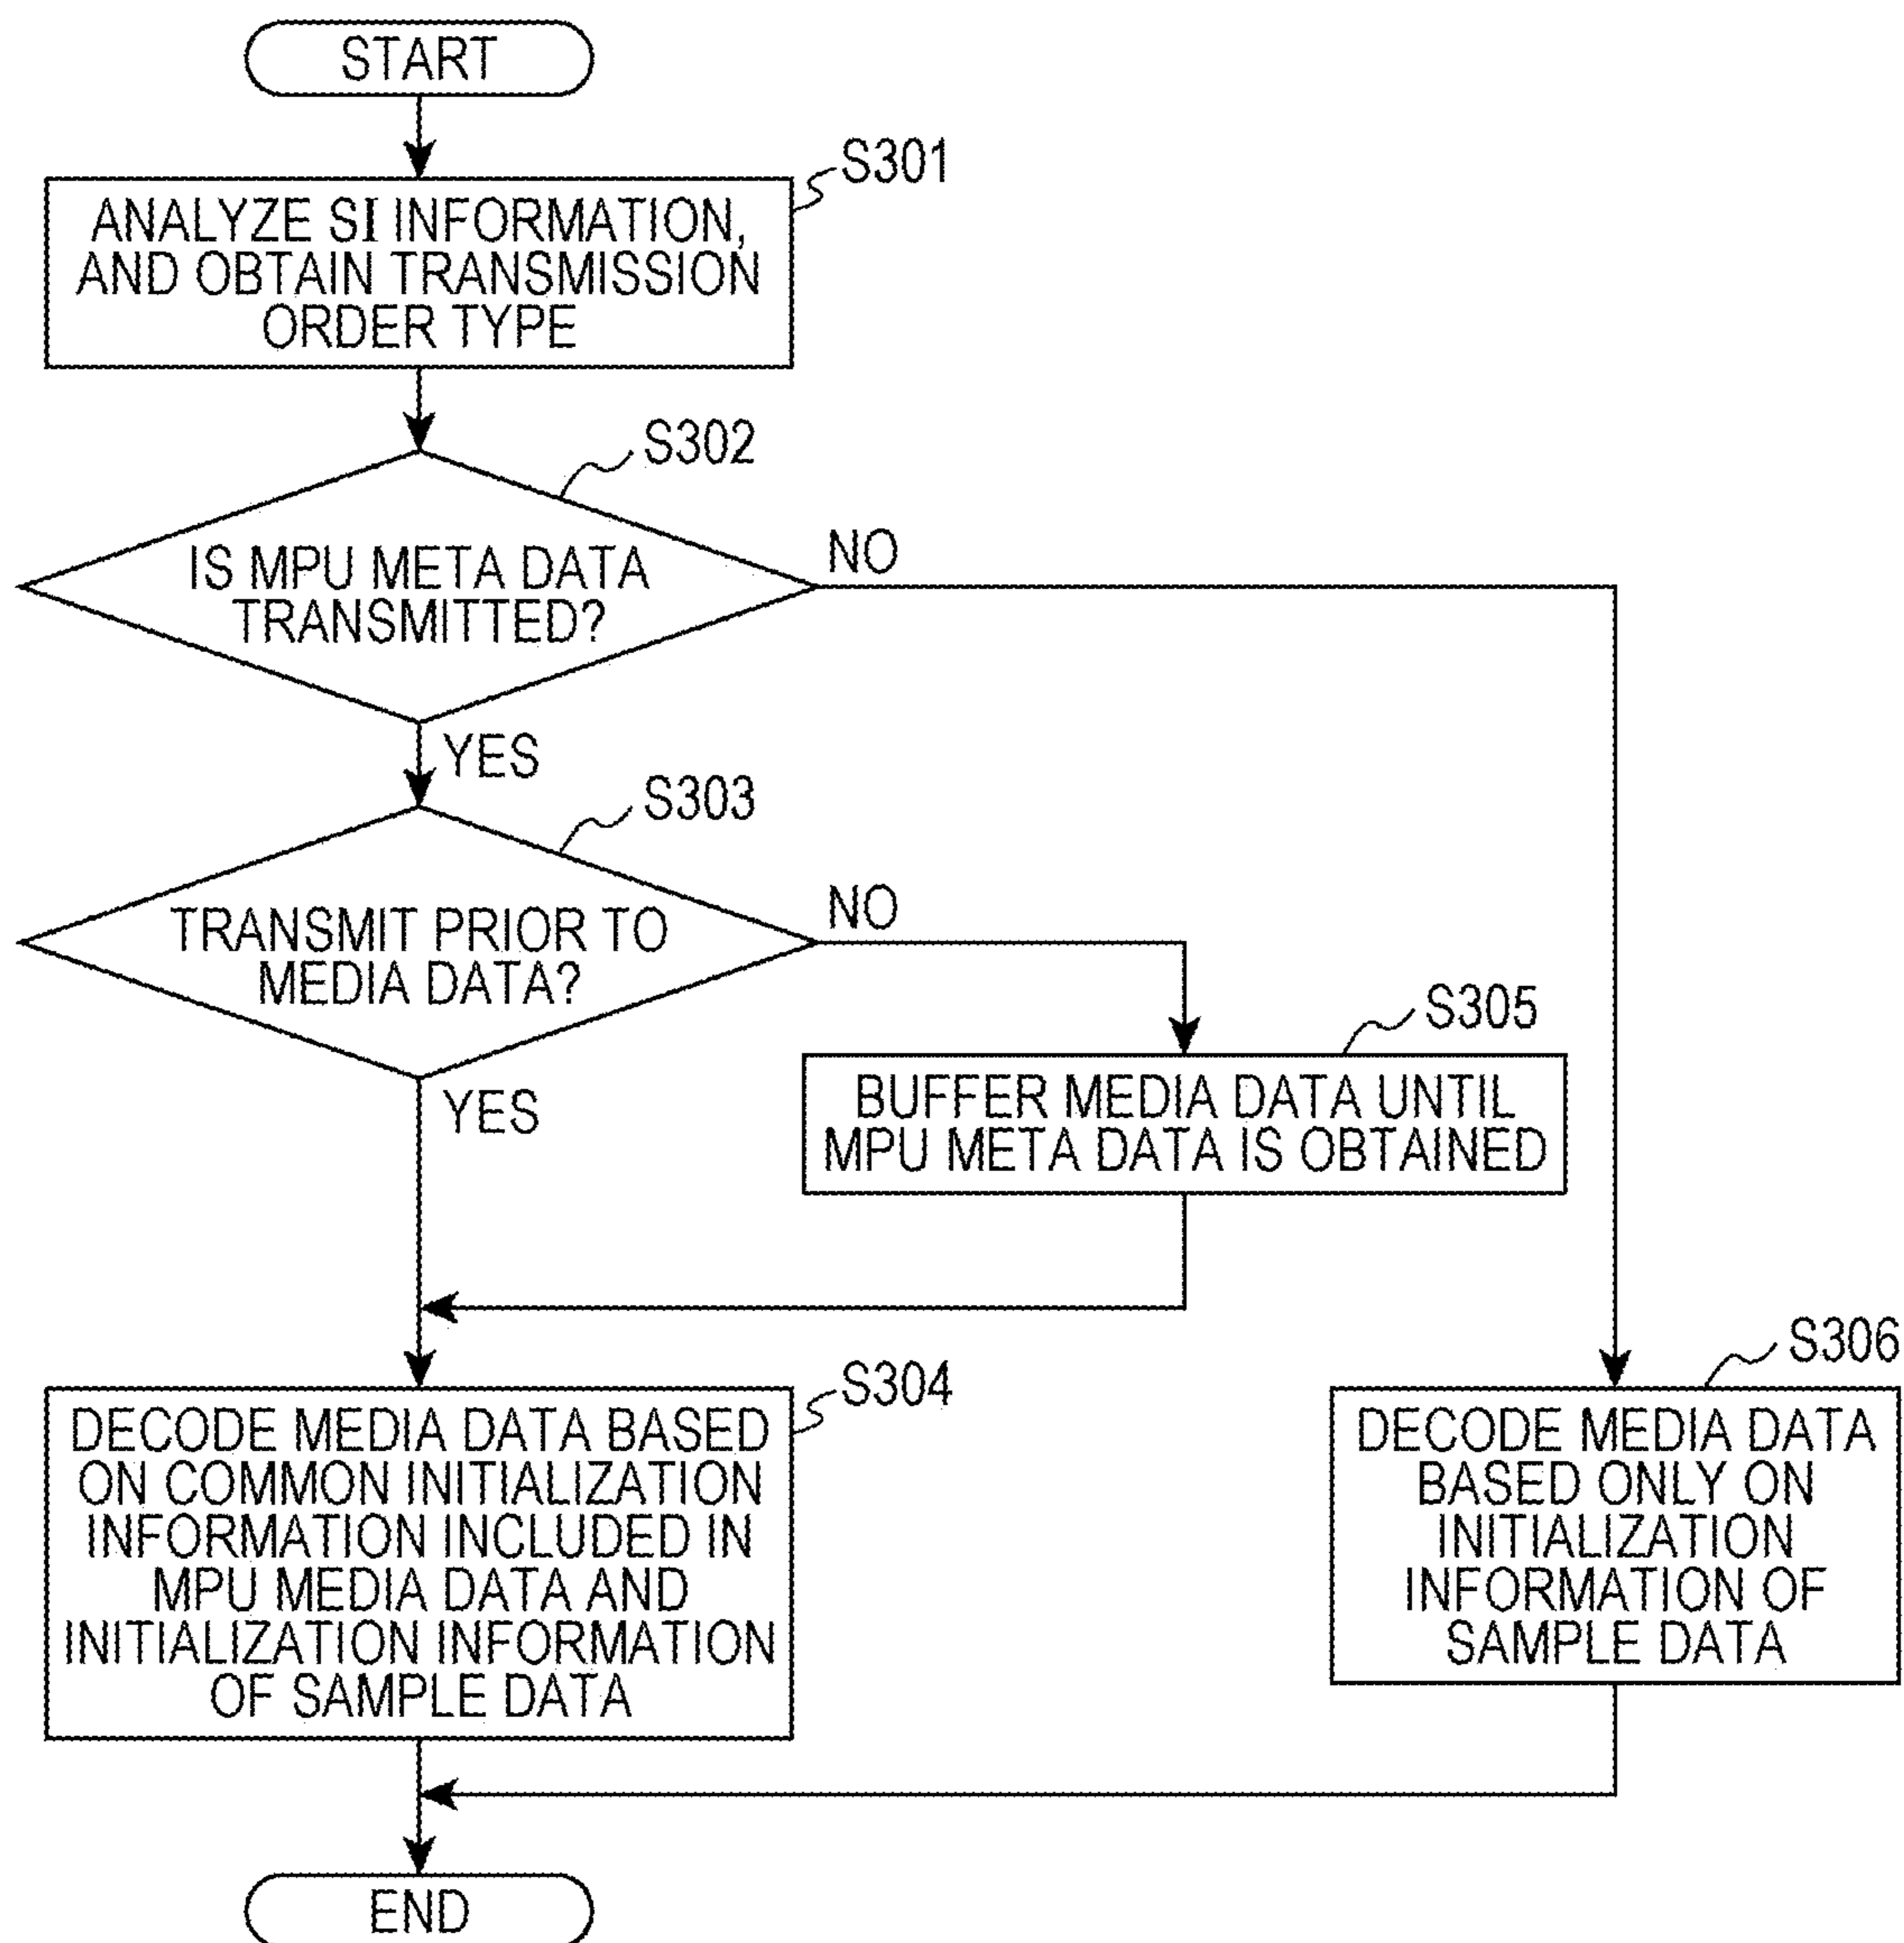 START
S301
ANALYZE SI INFORMATION,
AND OBTAIN TRANSMISSION
ORDER TYPE
S302
IS MPU META DATA
TRANSMITTED?
NO
YES
S303
TRANSMIT PRIOR TO
MEDIA DATA?
NO
YES
S305
BUFFER MEDIA DATA UNTIL
MPU META DATA IS OBTAINED
S304
DECODE MEDIA DATA BASED
ON COMMON INITIALIZATION
INFORMATION INCLUDED IN
MPU MEDIA DATA AND
INITIALIZATION INFORMATION
OF SAMPLE DATA
S306
DECODE MEDIA DATA
BASED ONLY ON
INITIALIZATION
INFORMATION OF
SAMPLE DATA
END